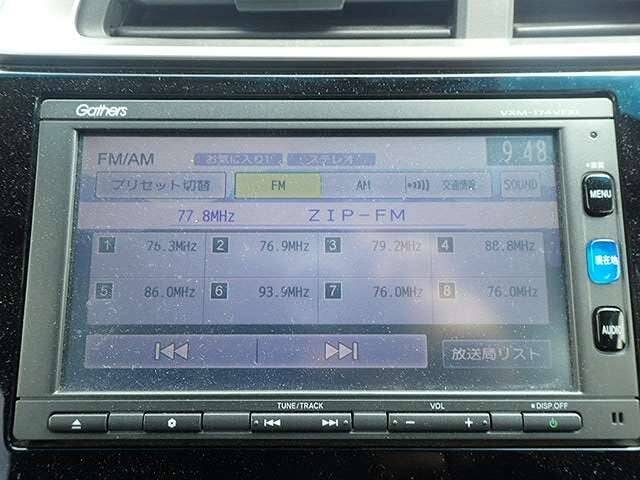 Gathers VXM-174VFXi
9:48
FM/AM お気に入り ステレオ
プリセット切替 FM AM 交通情報 SOUND
77.8MHz ZIP-FM
1 76.3MHz 2 76.9MHz 3 79.2MHz 4 88.8MHz
5 86.0MHz 6 93.9MHz 7 76.0MHz 8 76.0MHz
放送局リスト
MENU
現在地
AUDIO
TUNE/TRACK VOL DISP OFF
− +